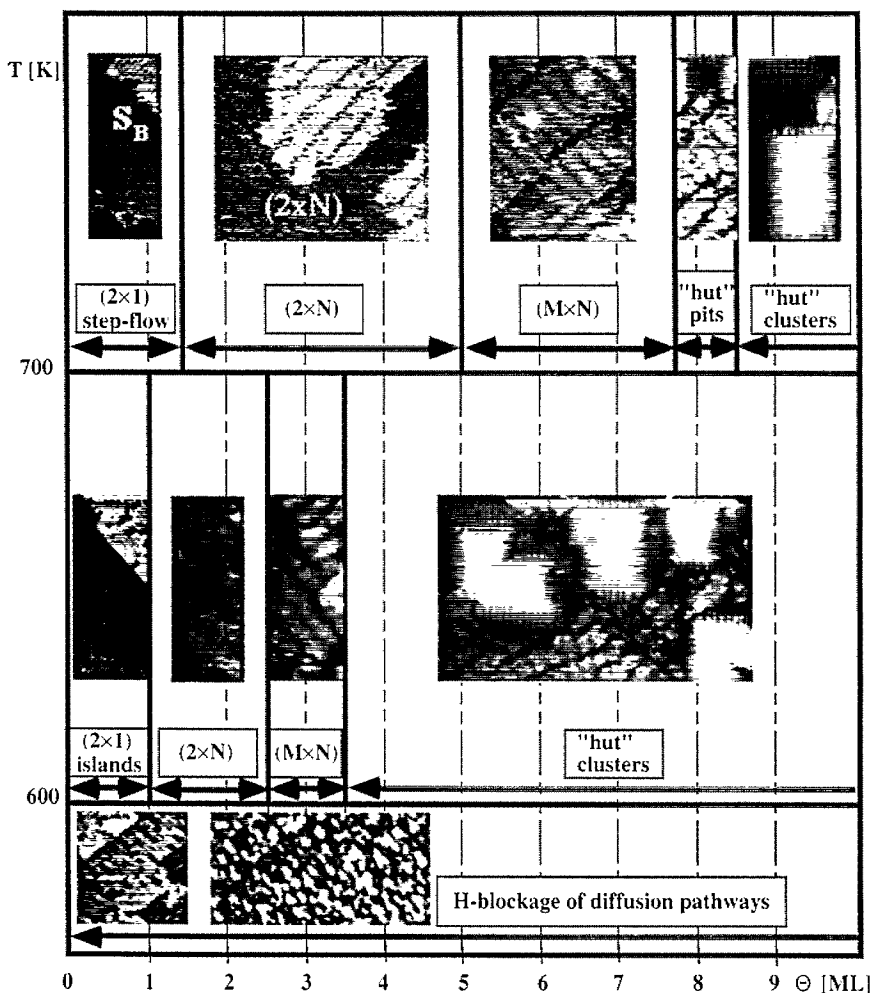 T [K]
S_B
(2xN)
(2×1)
step-flow
(2×N)
(M×N)
"hut"
pits
"hut"
clusters
700
(2×1)
islands
(2×N)
(M×N)
"hut"
clusters
600
H-blockage of diffusion pathways
0 1 2 3 4 5 6 7 8 9 Θ [ML]